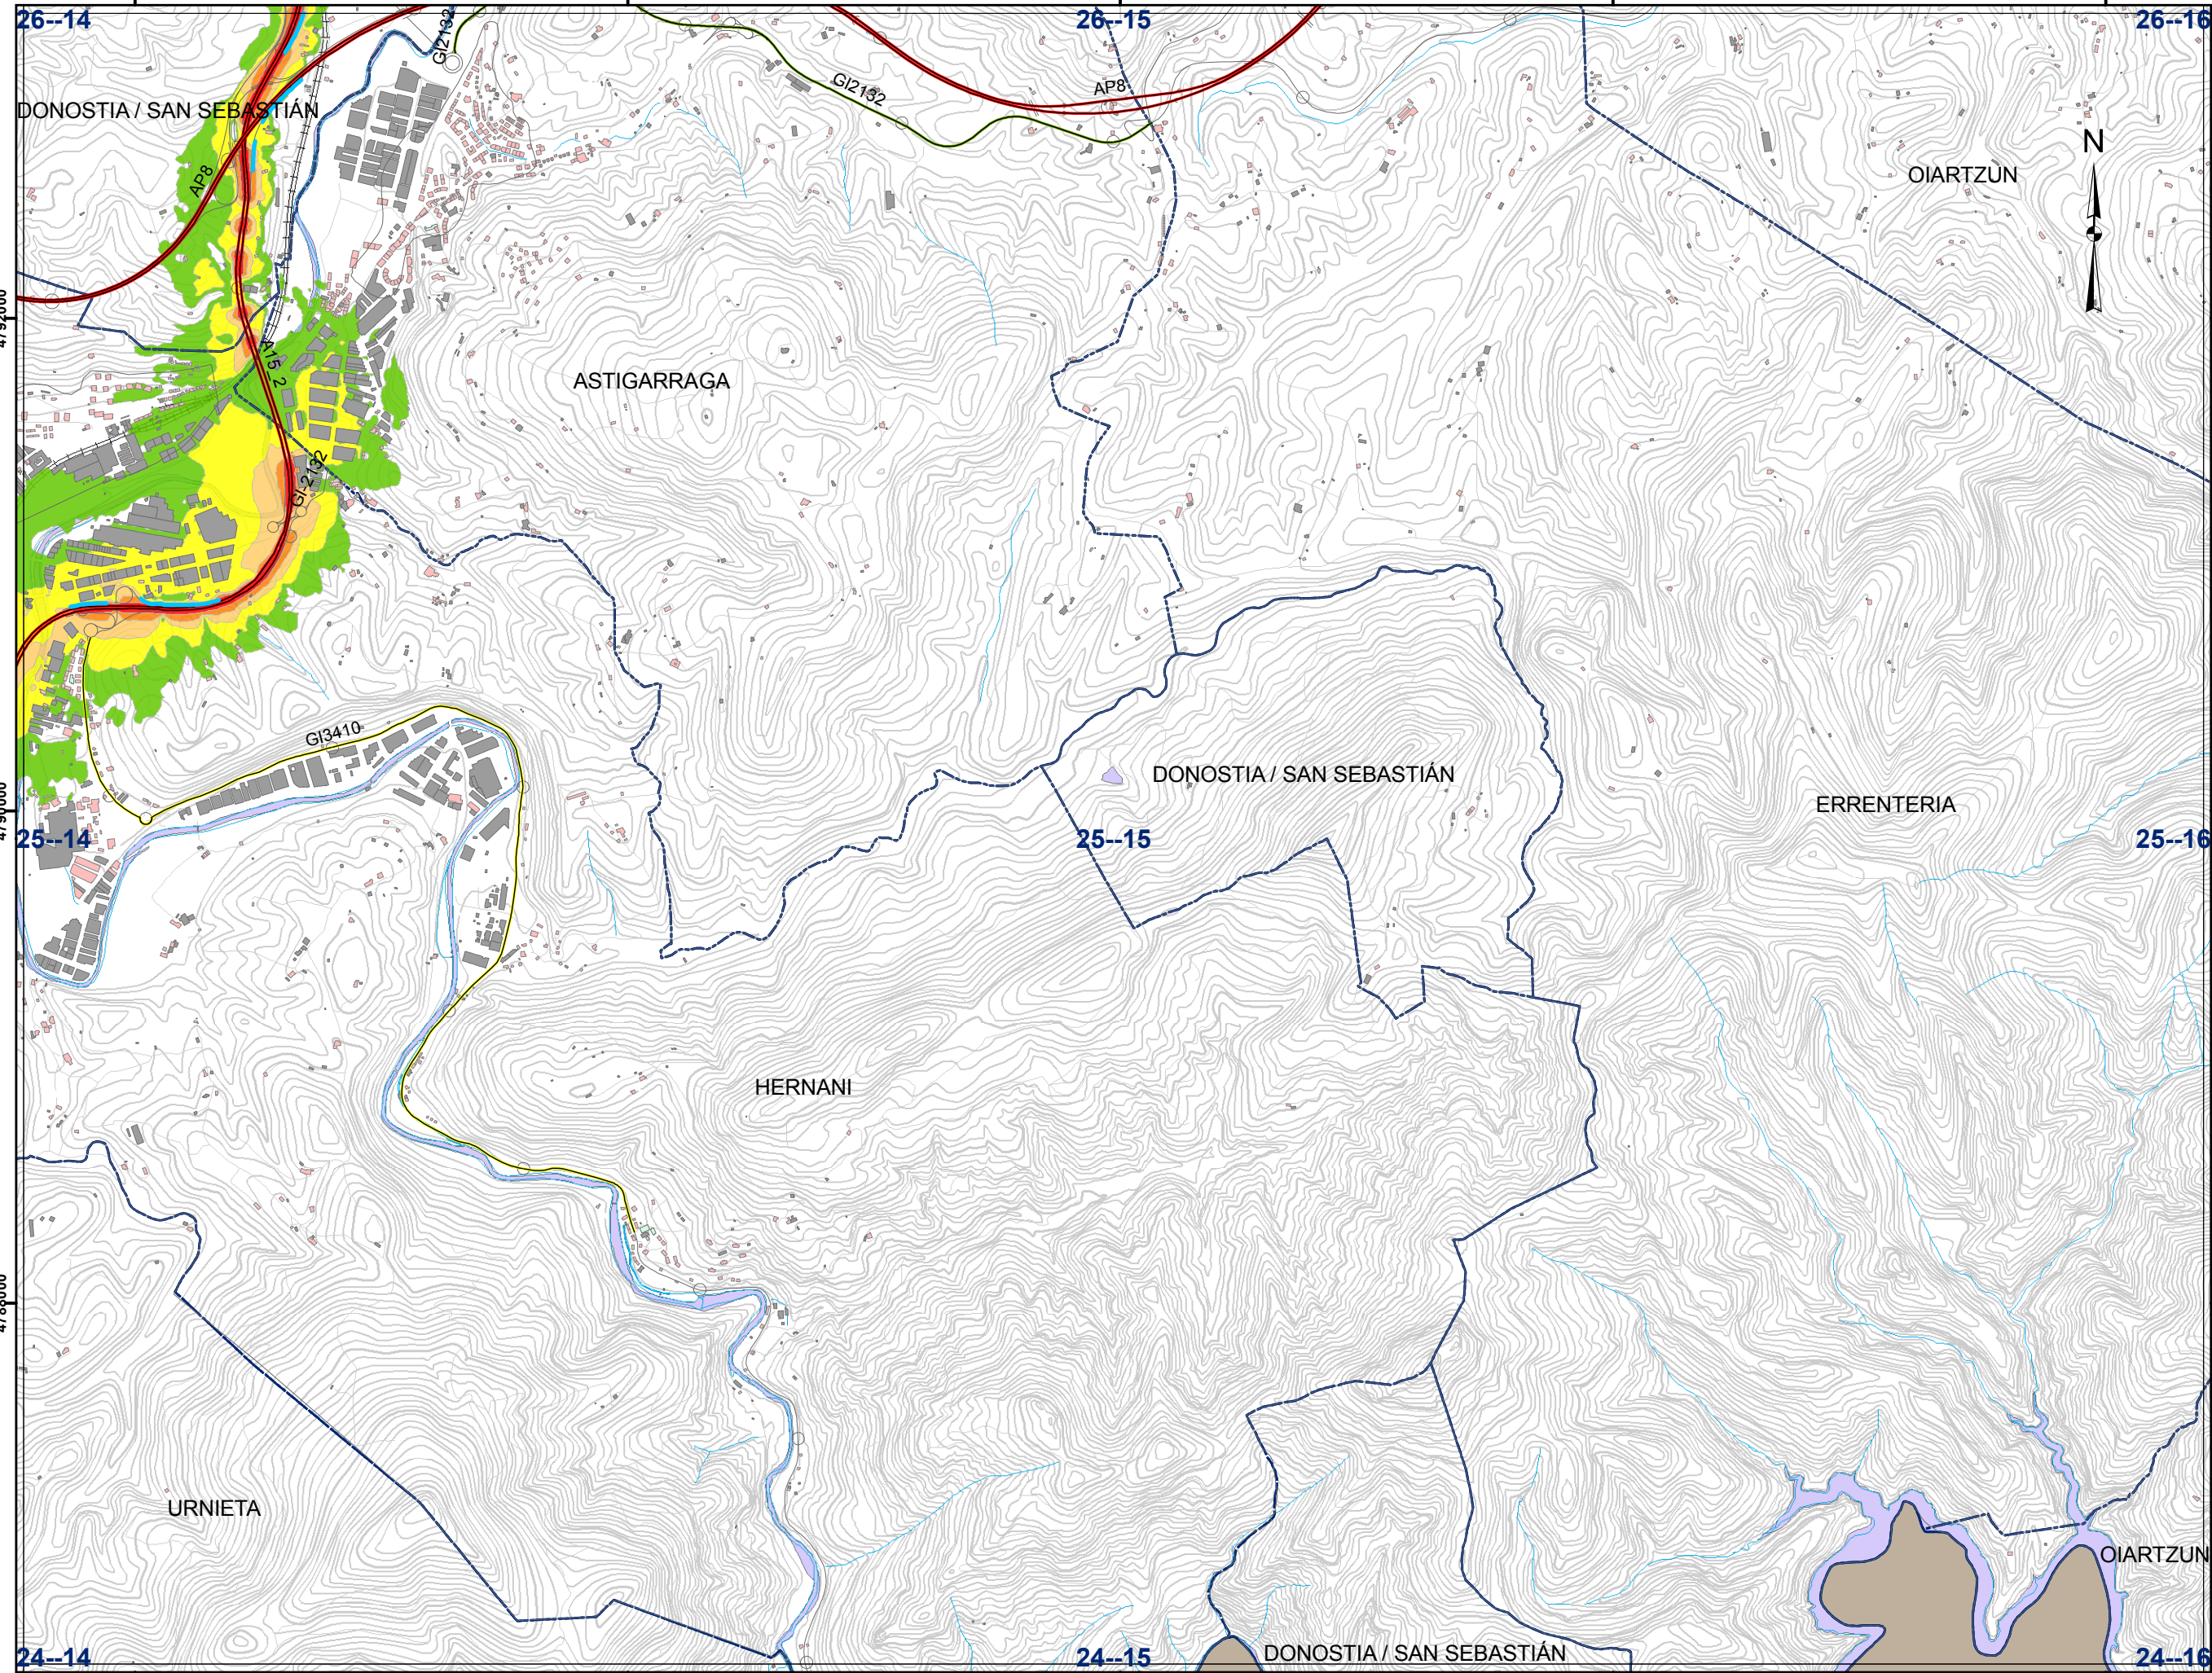 26--14
26--15
26--16
GI2132
DONOSTIA / SAN SEBASTIÁN
GI2132
AP8
AP8
OIARTZUN
N
A15_2
ASTIGARRAGA
GI-2132
GI3410
DONOSTIA / SAN SEBASTIÁN
ERRENTERIA
25--14
25--15
25--16
HERNANI
URNIETA
OIARTZUN
DONOSTIA / SAN SEBASTIÁN
24--14
24--15
24--16